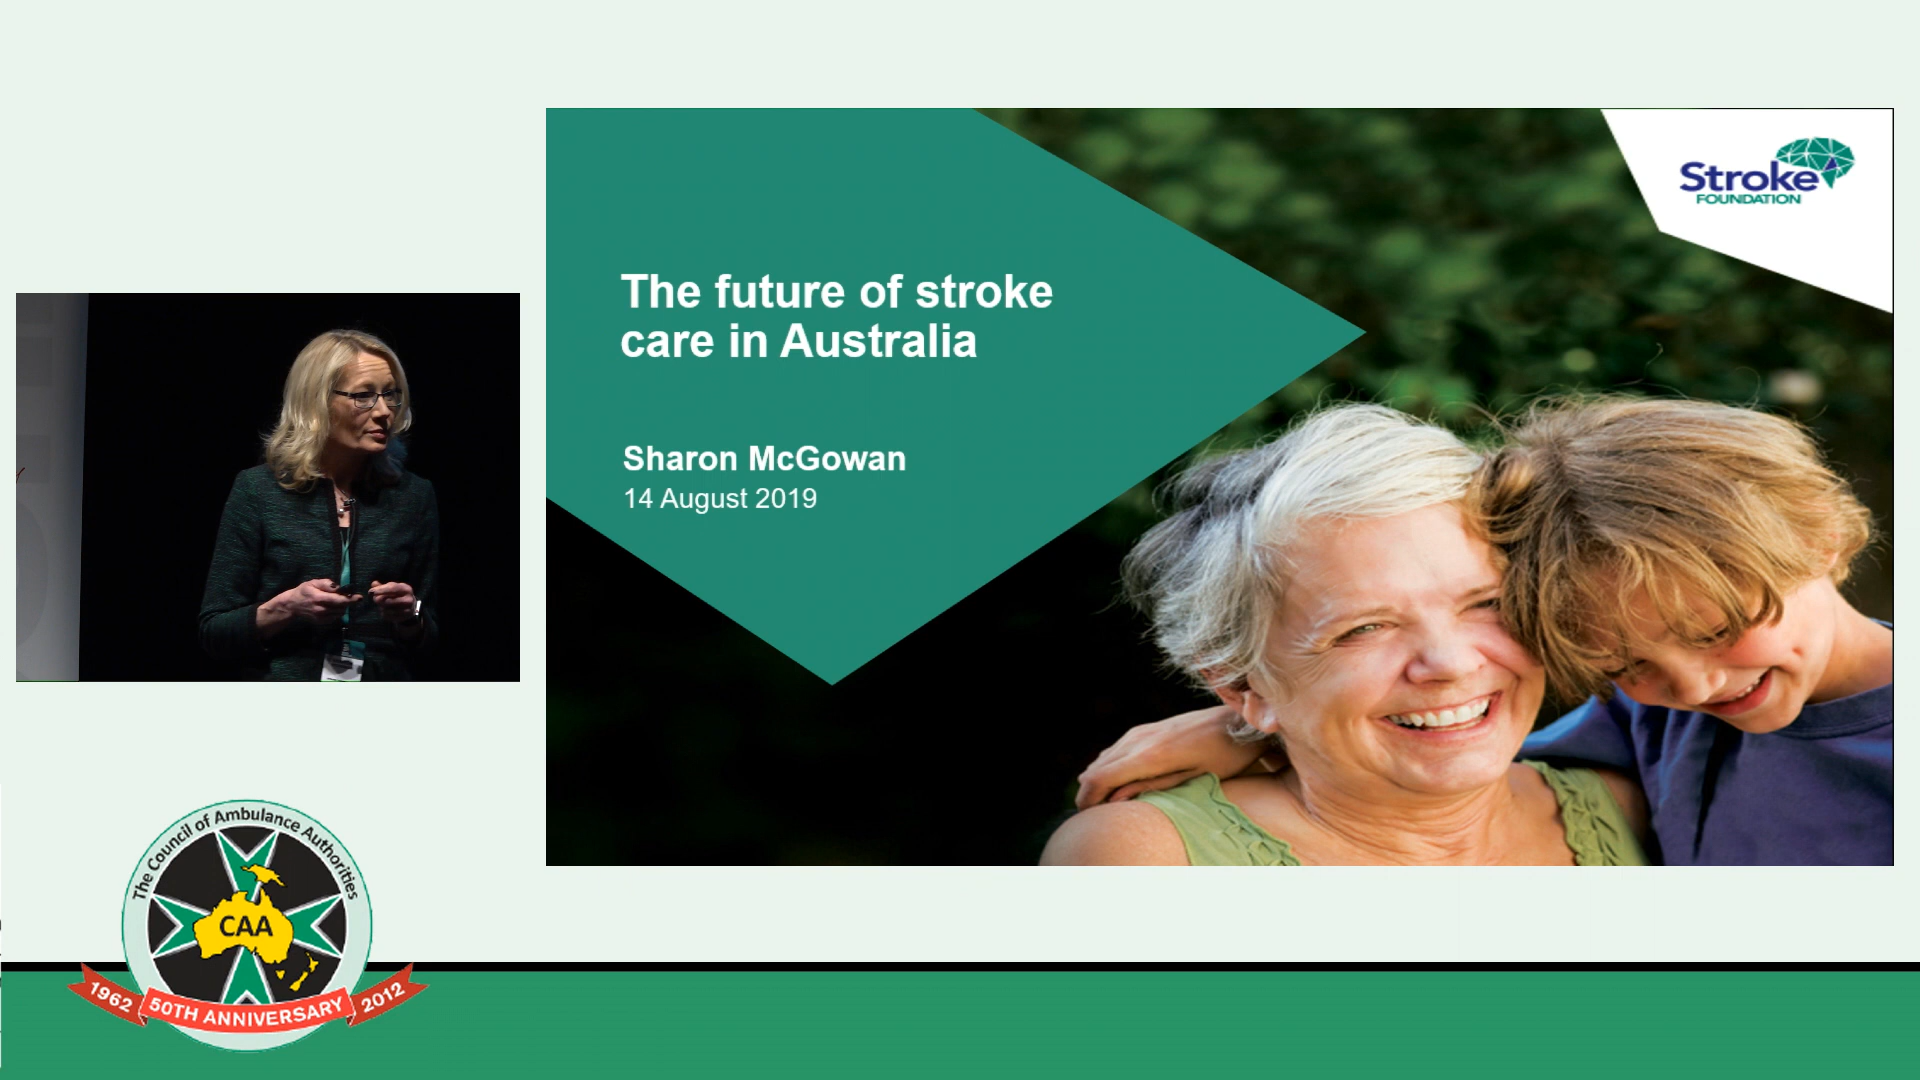 Stroke
FOUNDATION
The future of stroke
care in Australia
Sharon McGowan
14 August 2019
The Council of Ambulance Authorities
CAA
1962 50TH ANNIVERSARY 2012